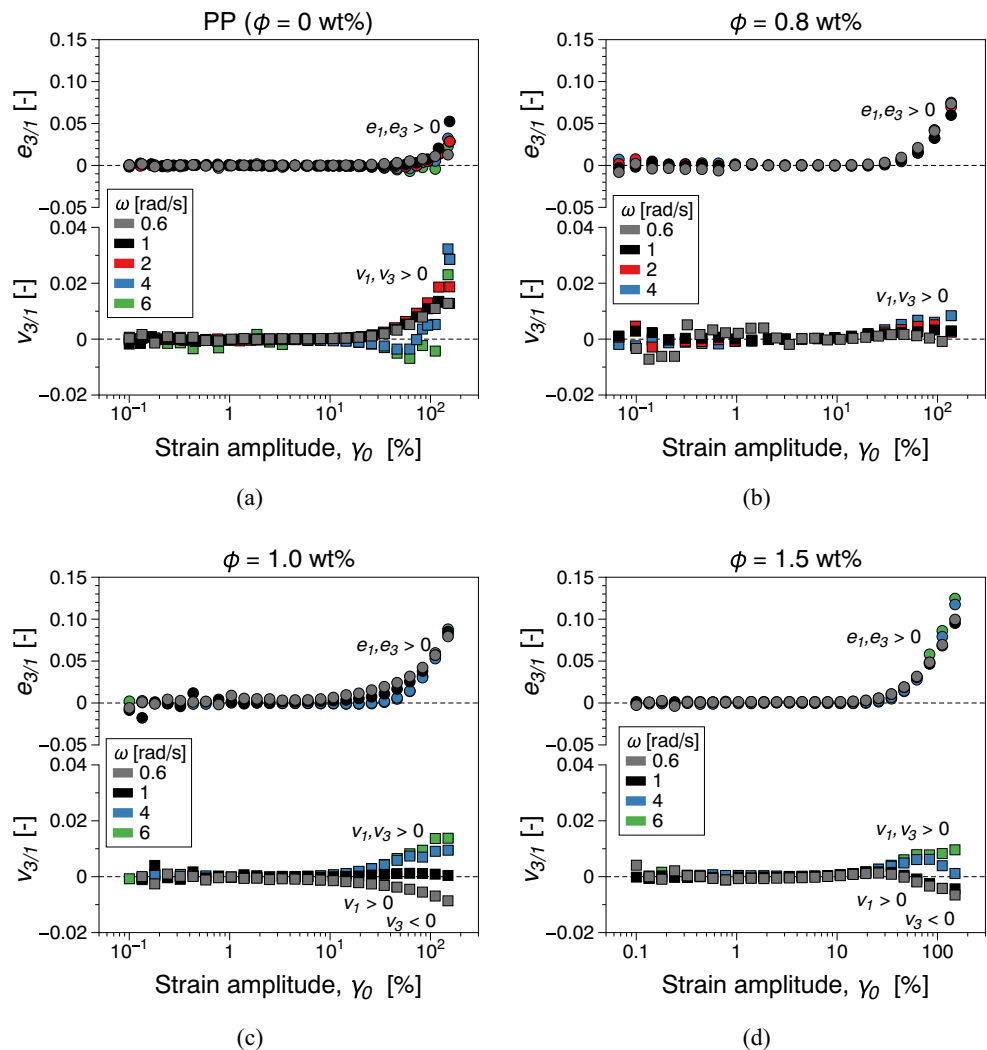 PP (ϕ = 0 wt%)
0.15
0.10
0.05
0
−0.05
e3/1 [-]
e1,e3 > 0
ω [rad/s]
0.6
1
2
4
6
0.04
0.02
0
−0.02
v3/1 [-]
v1, v3 > 0
10−1
1
10
102
Strain amplitude, γ0 [%]
(a)
ϕ = 0.8 wt%
0.15
0.10
0.05
0
−0.05
e3/1 [-]
e1,e3 > 0
ω [rad/s]
0.6
1
2
4
0.04
0.02
0
−0.02
v3/1 [-]
v1,v3 > 0
10−1
1
10
102
Strain amplitude, γ0 [%]
(b)
ϕ = 1.0 wt%
0.15
0.10
0.05
0
−0.05
e3/1 [-]
e1,e3 > 0
ω [rad/s]
0.6
1
4
6
0.04
0.02
0
−0.02
v3/1 [-]
v1,v3 > 0
v1 > 0
v3 < 0
10−1
1
10
102
Strain amplitude, γ0 [%]
(c)
ϕ = 1.5 wt%
0.15
0.10
0.05
0
−0.05
e3/1 [-]
e1,e3 > 0
ω [rad/s]
0.6
1
4
6
0.04
0.02
0
−0.02
v3/1 [-]
v1,v3 > 0
v1 > 0
v3 < 0
0.1
1
10
100
Strain amplitude, γ0 [%]
(d)